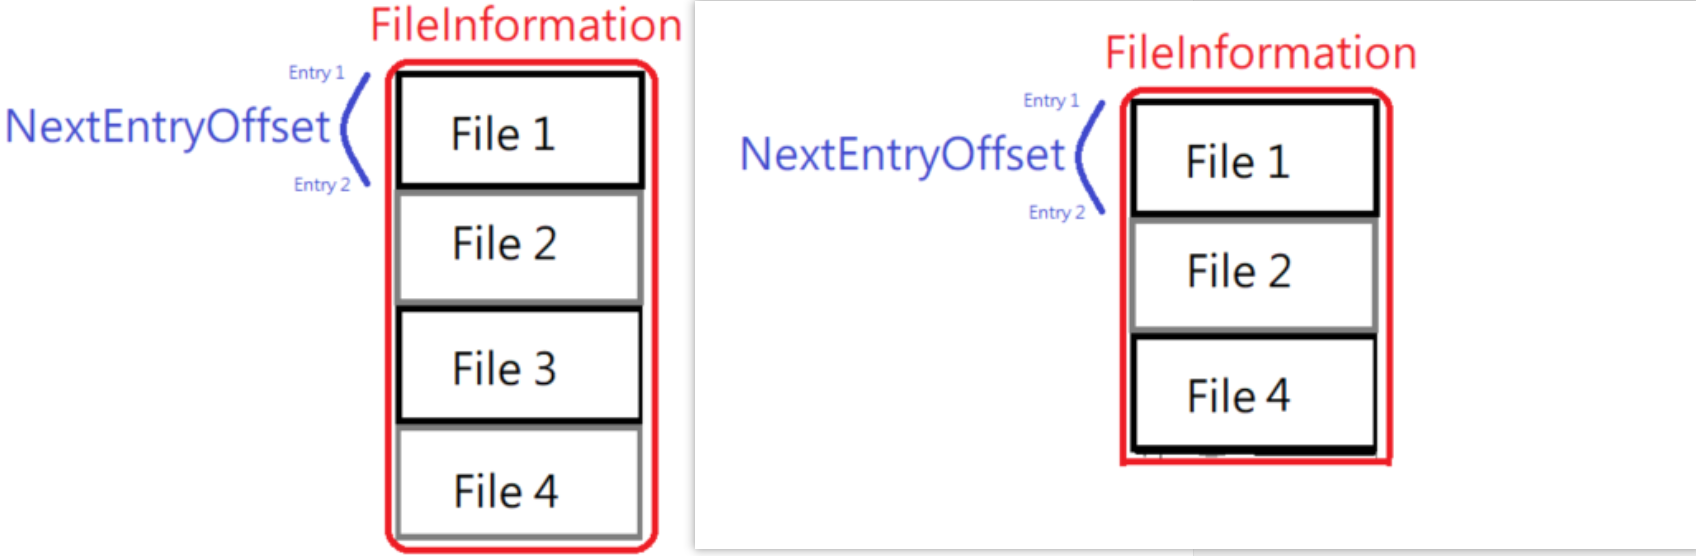 FileInformation
Entry 1
NextEntryOffset
Entry 2
File 1
File 2
File 3
File 4
FileInformation
Entry 1
NextEntryOffset
Entry 2
File 1
File 2
File 4